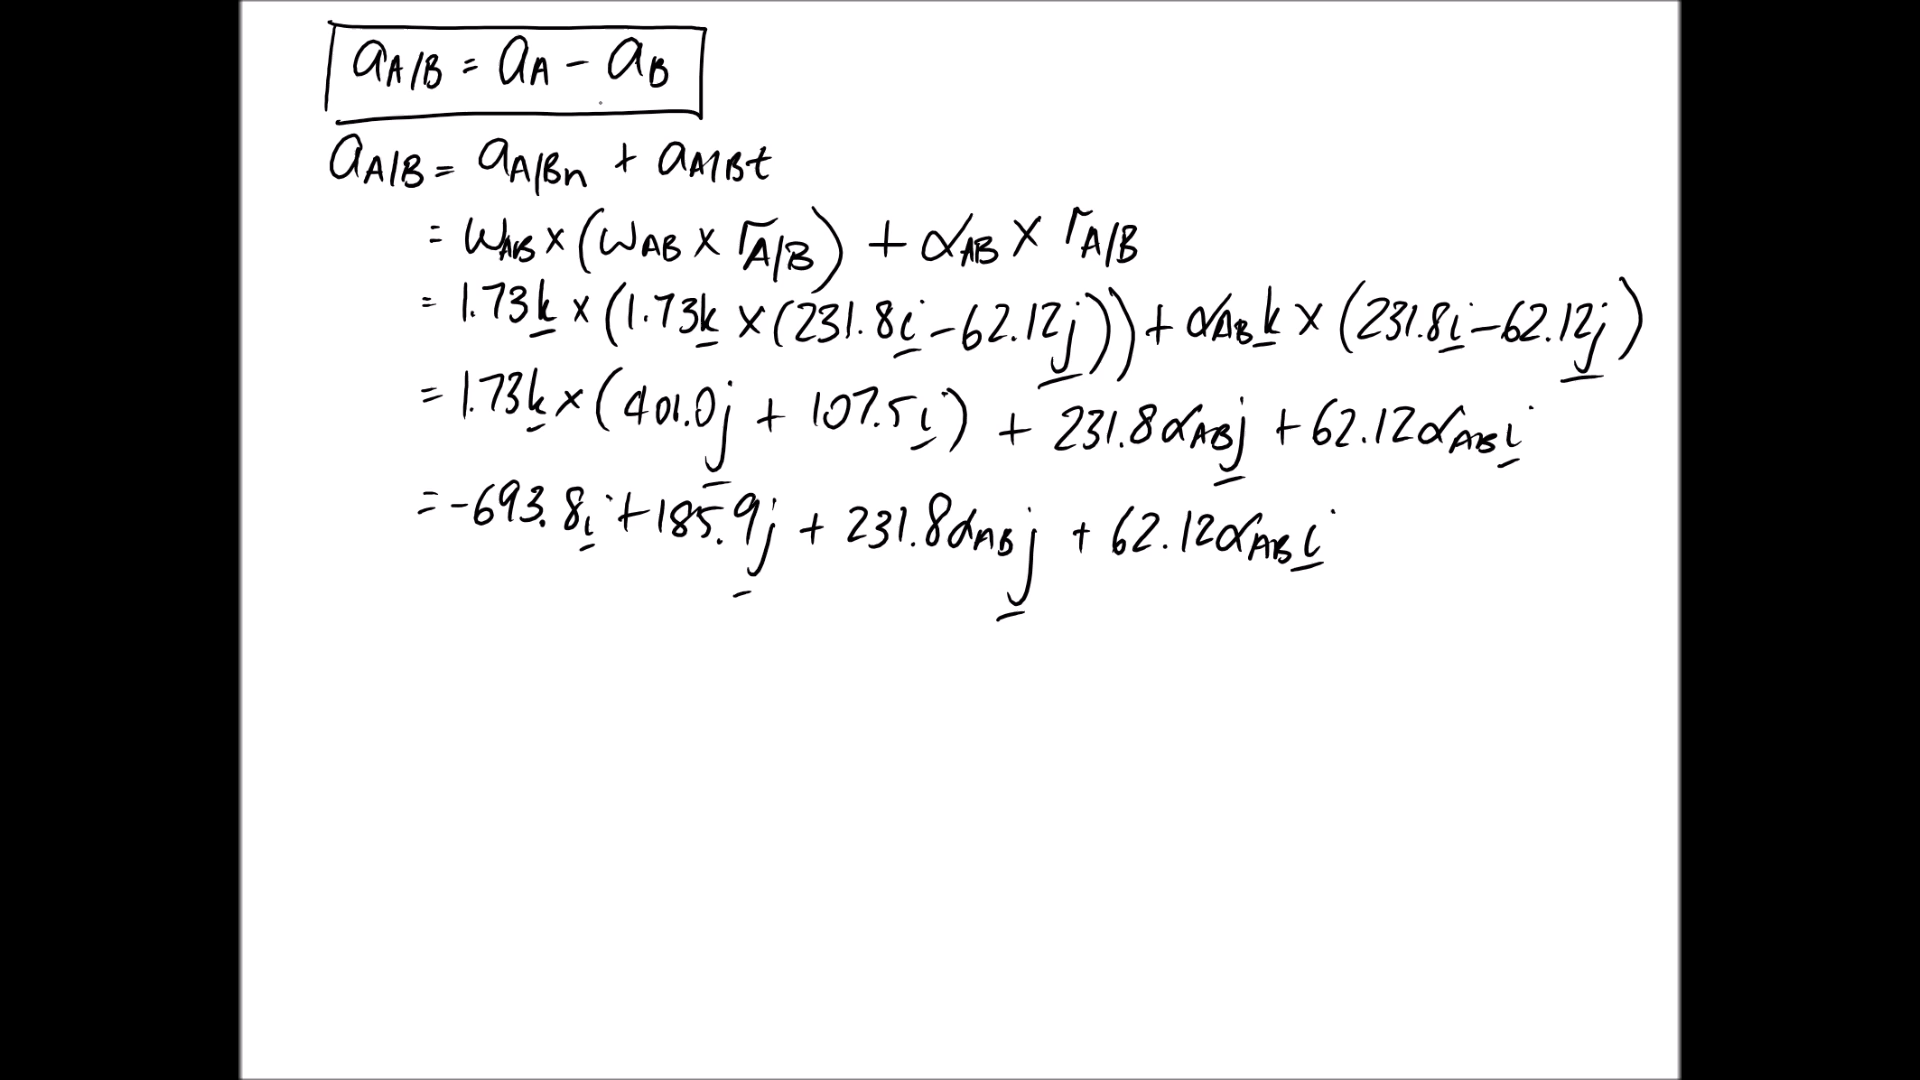 a_A/B = a_A - a_B
a_A/B = a_A/Bn + a_A/Bt
= ω_AB × (ω_AB × r_A/B) + α_AB × r_A/B
= 1.73k × (1.73k × (231.8i - 62.12j)) + α_AB k × (231.8i - 62.12j)
= 1.73k × (401.0j + 107.5i) + 231.8α_AB j + 62.12α_AB i
= -693.8i + 185.9j + 231.8α_AB j + 62.12α_AB i